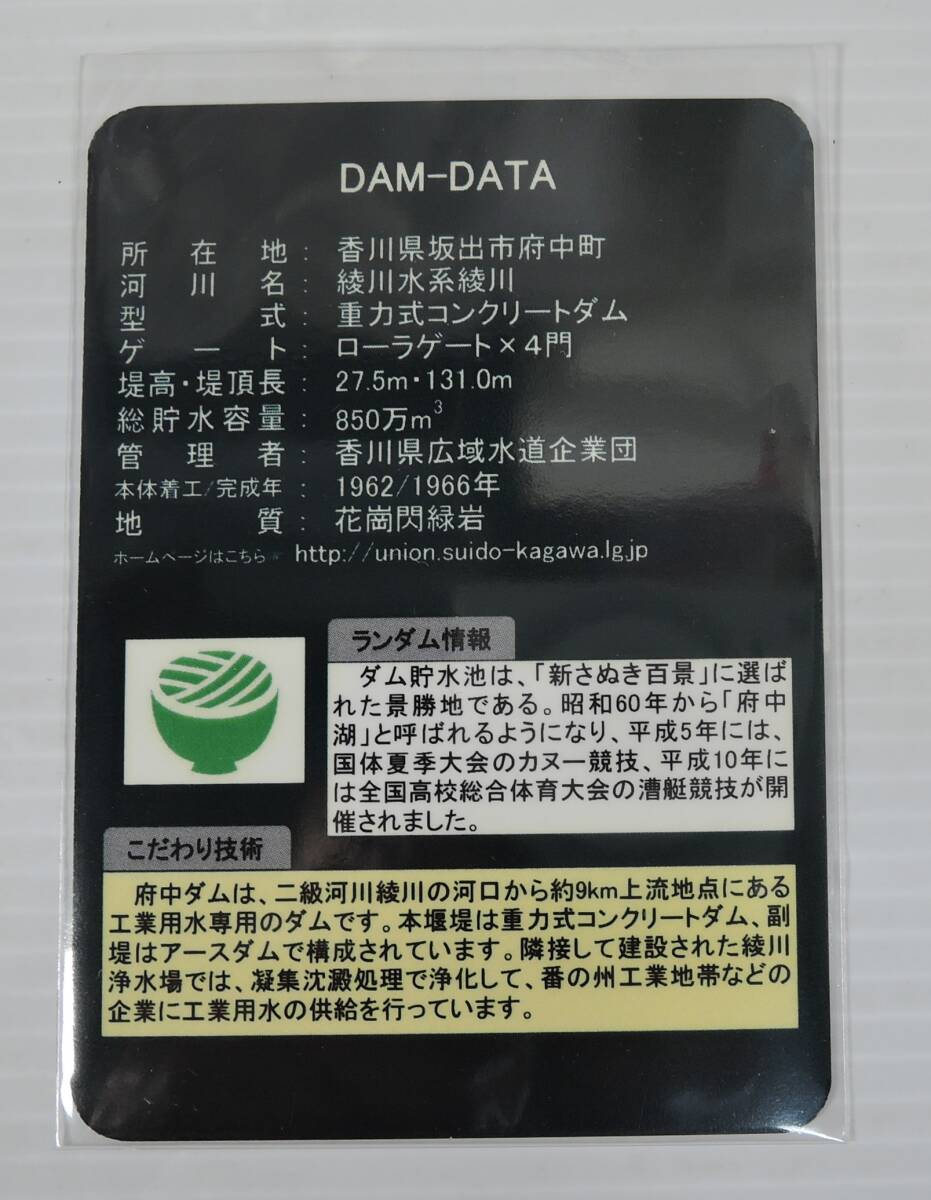 DAM-DATA
所在地：香川県坂出市府中町
河川名：綾川水系綾川
型式：重力式コンクリートダム
ゲート：ローラゲート×４門
堤高・堤頂長：27.5m・131.0m
総貯水容量：850万m³
管理者：香川県広域水道企業団
本体着工/完成年：1962/1966年
地質：花崗閃緑岩
ホームページはこちら☞ http://union.suido-kagawa.lg.jp
ランダム情報
ダム貯水池は、「新さぬき百景」に選ば
れた景勝地である。昭和60年から「府中
湖」と呼ばれるようになり、平成５年には、
国体夏季大会のカヌー競技、平成10年に
は全国高校総合体育大会の漕艇競技が開
催されました。
こだわり技術
府中ダムは、二級河川綾川の河口から約9km上流地点にある
工業用水専用のダムです。本堰堤は重力式コンクリートダム、副
堤はアースダムで構成されています。隣接して建設された綾川
浄水場では、凝集沈澱処理で浄化して、番の州工業地帯などの
企業に工業用水の供給を行っています。